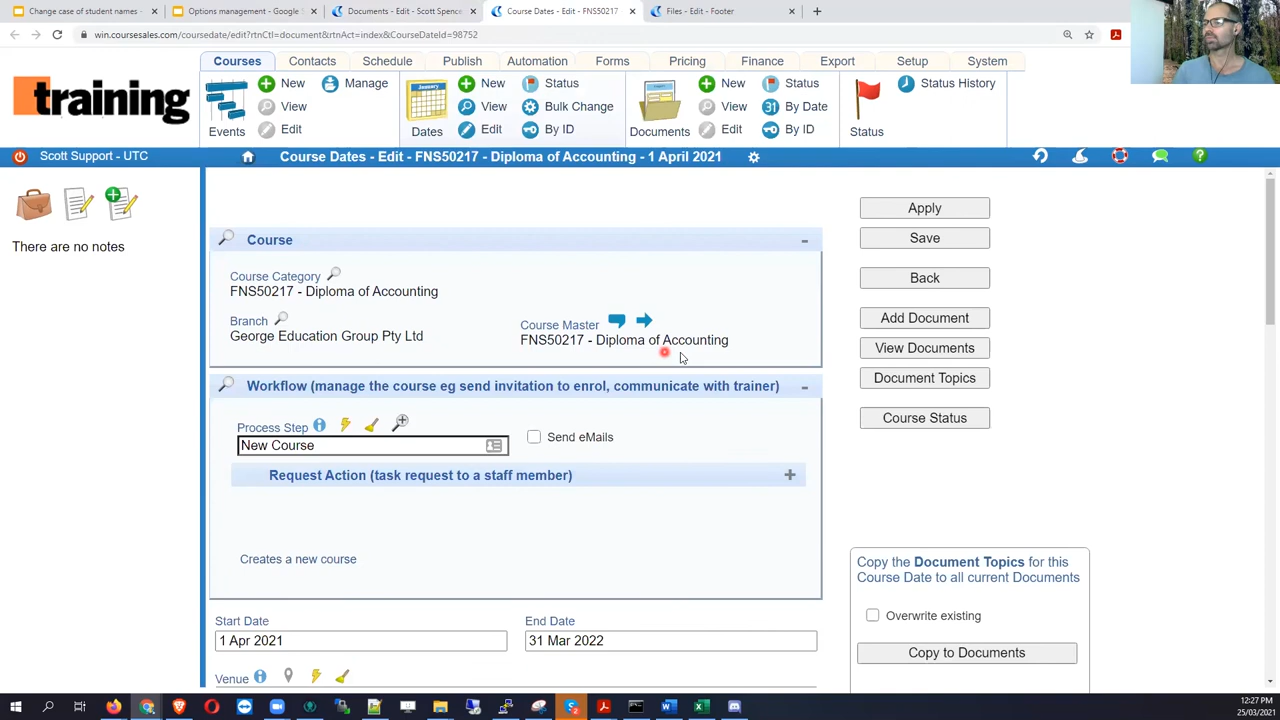 Change case of student names
Options management - Google S
Documents - Edit - Scott Spence
Course Dates - Edit - FNS50217
Files - Edit - Footer
win.coursesales.com/coursedate/edit?rtnCtl=document&rtnAct=index&CourseDateId=98752
Courses Contacts Schedule Publish Automation Forms Pricing Finance Export Setup System
training
Events
New
View
Edit
Manage
Dates
New
View
Edit
Status
Bulk Change
By ID
Documents
New
View
Edit
Status
By Date
By ID
Status
Status History
Scott Support - UTC
Course Dates - Edit - FNS50217 - Diploma of Accounting - 1 April 2021
There are no notes
Course
Course Category
FNS50217 - Diploma of Accounting
Branch
George Education Group Pty Ltd
Course Master
FNS50217 - Diploma of Accounting
Workflow (manage the course eg send invitation to enrol, communicate with trainer)
Process Step
New Course
Send eMails
Request Action (task request to a staff member)
Creates a new course
Start Date
1 Apr 2021
End Date
31 Mar 2022
Venue
Apply
Save
Back
Add Document
View Documents
Document Topics
Course Status
Copy the Document Topics for this
Course Date to all current Documents
Overwrite existing
Copy to Documents
12:27 PM
25/03/2021